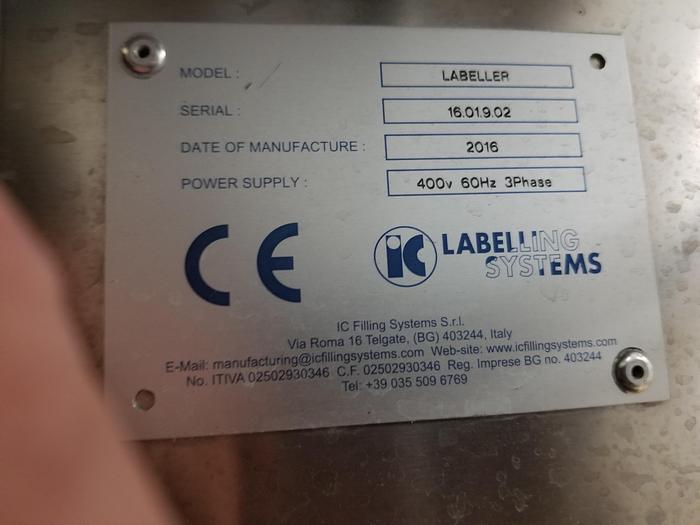 MODEL : LABELLER
SERIAL : 16.01.9.02
DATE OF MANUFACTURE : 2016
POWER SUPPLY : 400v 60Hz 3Phase
CE iC LABELLING
SYSTEMS
IC Filling Systems S.r.l.
Via Roma 16 Telgate, (BG) 403244, Italy
E-Mail: manufacturing@icfillingsystems.com Web-site: www.icfillingsystems.com
No. ITIVA 02502930346 C.F. 02502930346 Reg. Imprese BG no. 403244
Tel: +39 035 509 6769